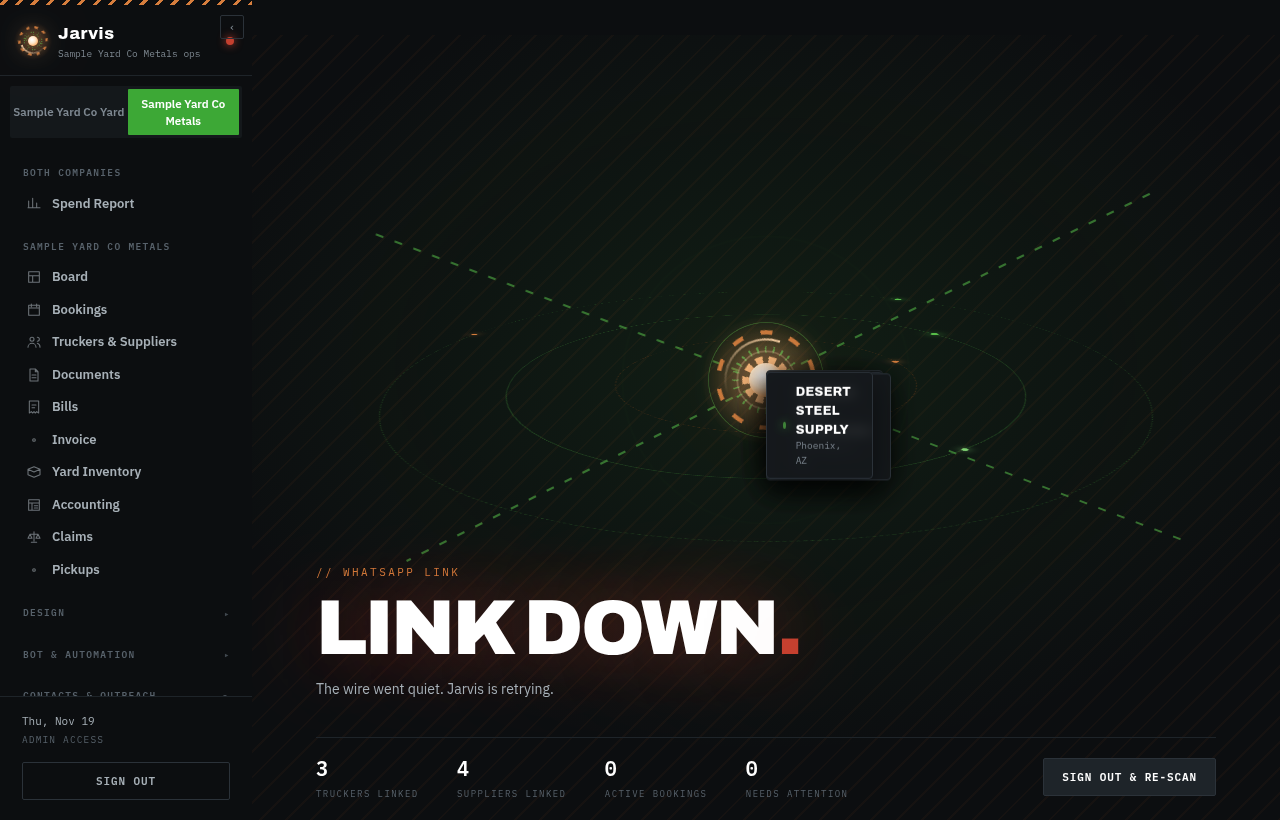 Jarvis
Sample Yard Co Metals ops
‹
Sample Yard Co Yard
Sample Yard Co
Metals
BOTH COMPANIES
Spend Report
SAMPLE YARD CO METALS
Board
Bookings
Truckers & Suppliers
Documents
Bills
Invoice
Yard Inventory
Accounting
Claims
Pickups
DESIGN
BOT & AUTOMATION
CONTACTS & OUTREACH
Thu, Nov 19
ADMIN ACCESS
SIGN OUT
DESERT
STEEL
SUPPLY
Phoenix,
AZ
// WHATSAPP LINK
LINK DOWN.
The wire went quiet. Jarvis is retrying.
3
TRUCKERS LINKED
4
SUPPLIERS LINKED
0
ACTIVE BOOKINGS
0
NEEDS ATTENTION
SIGN OUT & RE-SCAN